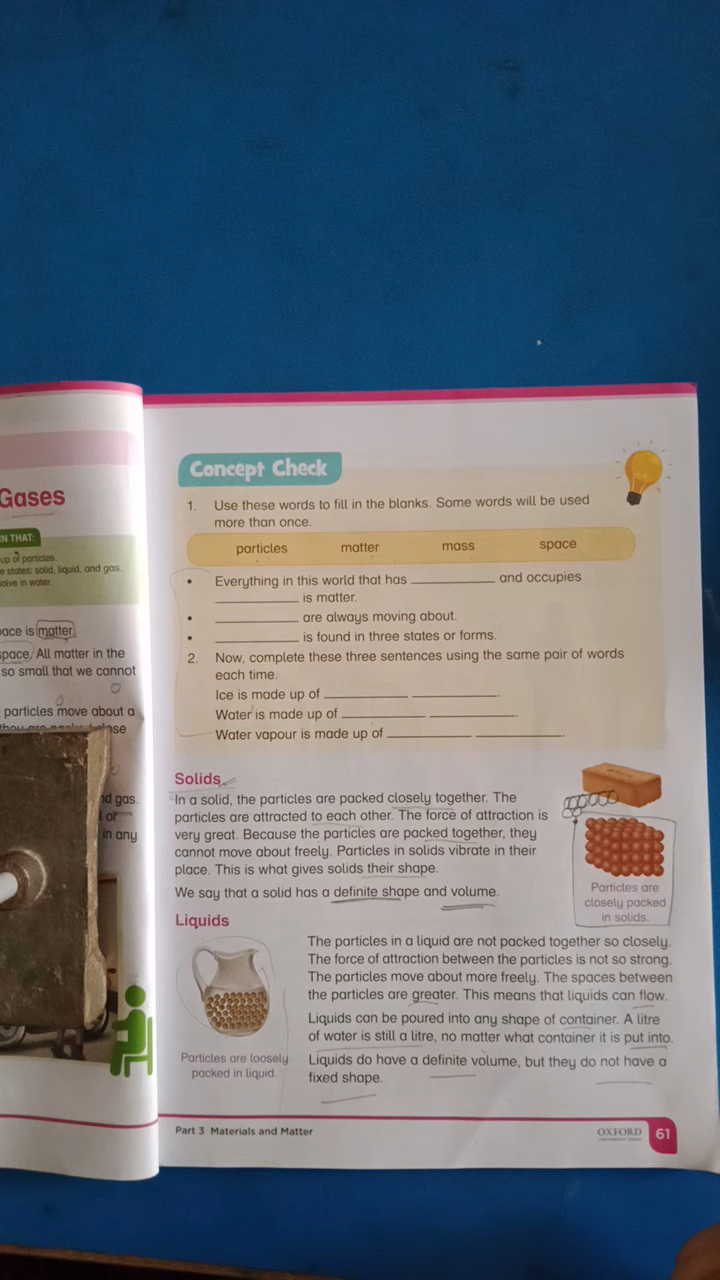 Gases
N THAT:
up of particles.
e states: solid, liquid, and gas.
olve in water.
ace is matter.
space. All matter in the
so small that we cannot
particles move about a
nd gas.
l or
in any
Concept Check
1. Use these words to fill in the blanks. Some words will be used
more than once.
particles matter mass space
• Everything in this world that has ____________ and occupies
____________ is matter.
• ____________ are always moving about.
• ____________ is found in three states or forms.
2. Now, complete these three sentences using the same pair of words
each time.
Ice is made up of ____________ ____________.
Water is made up of ____________ ____________.
Water vapour is made up of ____________ ____________.
Solids
In a solid, the particles are packed closely together. The
particles are attracted to each other. The force of attraction is
very great. Because the particles are packed together, they
cannot move about freely. Particles in solids vibrate in their
place. This is what gives solids their shape.
We say that a solid has a definite shape and volume.
Particles are
closely packed
in solids.
Liquids
The particles in a liquid are not packed together so closely.
The force of attraction between the particles is not so strong.
The particles move about more freely. The spaces between
the particles are greater. This means that liquids can flow.
Liquids can be poured into any shape of container. A litre
of water is still a litre, no matter what container it is put into.
Liquids do have a definite volume, but they do not have a
fixed shape.
Particles are loosely
packed in liquid.
Part 3 Materials and Matter
OXFORD
UNIVERSITY PRESS
61